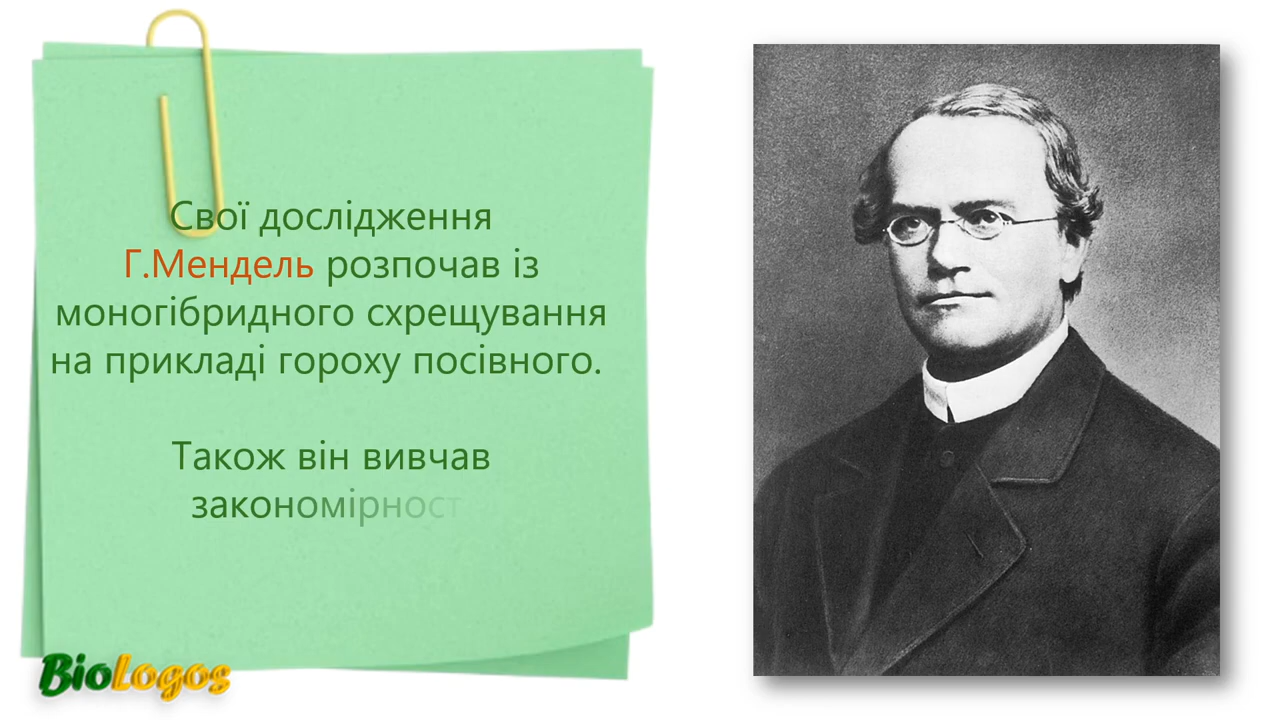 Свої дослідження
Г.Мендель розпочав із
моногібридного схрещування
на прикладі гороху посівного.
Також він вивчав
закономірност
BioLogos